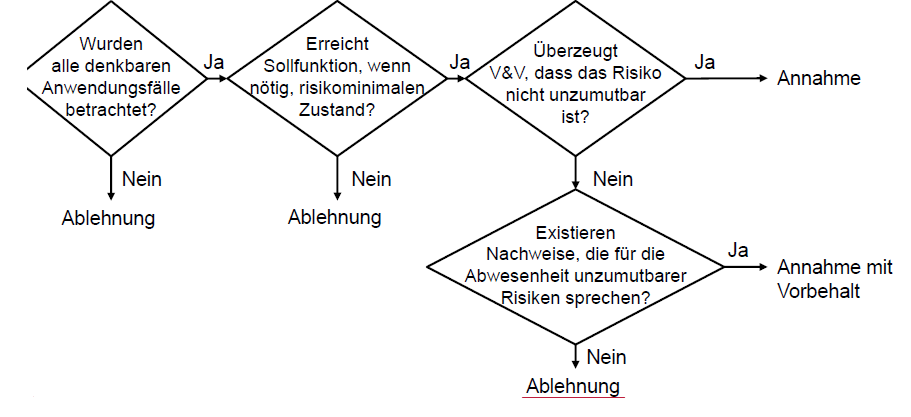 Wurden
alle denkbaren
Anwendungsfälle
betrachtet?
Ja
Nein
Ablehnung
Erreicht
Sollfunktion, wenn
nötig, risikominimalen
Zustand?
Ja
Nein
Ablehnung
Überzeugt
V&V, dass das Risiko
nicht unzumutbar
ist?
Ja
Annahme
Nein
Existieren
Nachweise, die für die
Abwesenheit unzumutbarer
Risiken sprechen?
Ja
Annahme mit
Vorbehalt
Nein
Ablehnung